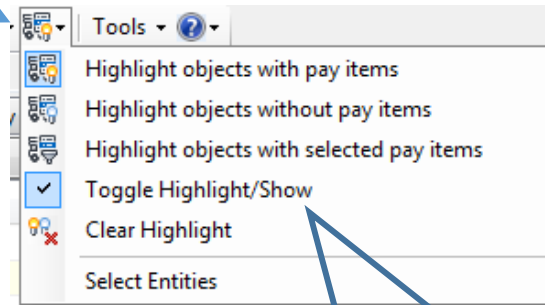 Tools
Highlight objects with pay items
Highlight objects without pay items
Highlight objects with selected pay items
Toggle Highlight/Show
Clear Highlight
Select Entities